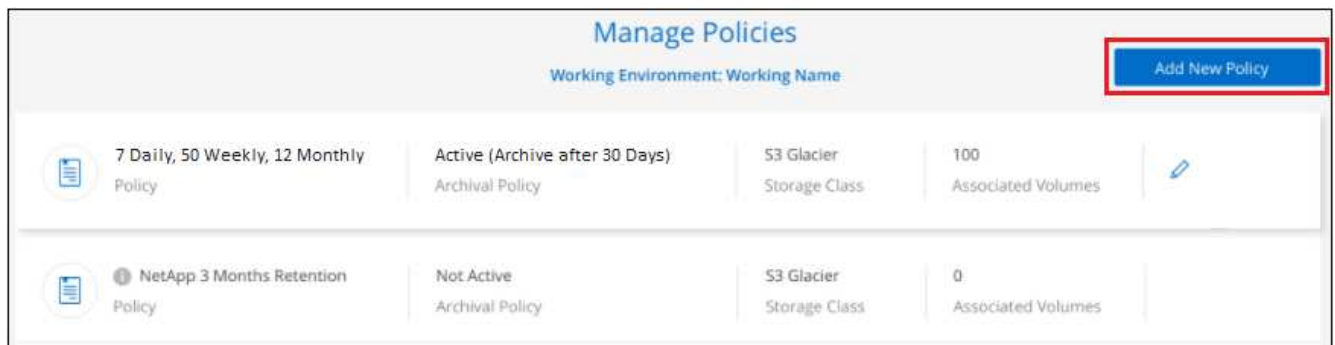 Manage Policies
Working Environment: Working Name
Add New Policy
7 Daily, 50 Weekly, 12 Monthly
Policy
Active (Archive after 30 Days)
Archival Policy
S3 Glacier
Storage Class
100
Associated Volumes
NetApp 3 Months Retention
Policy
Not Active
Archival Policy
S3 Glacier
Storage Class
0
Associated Volumes